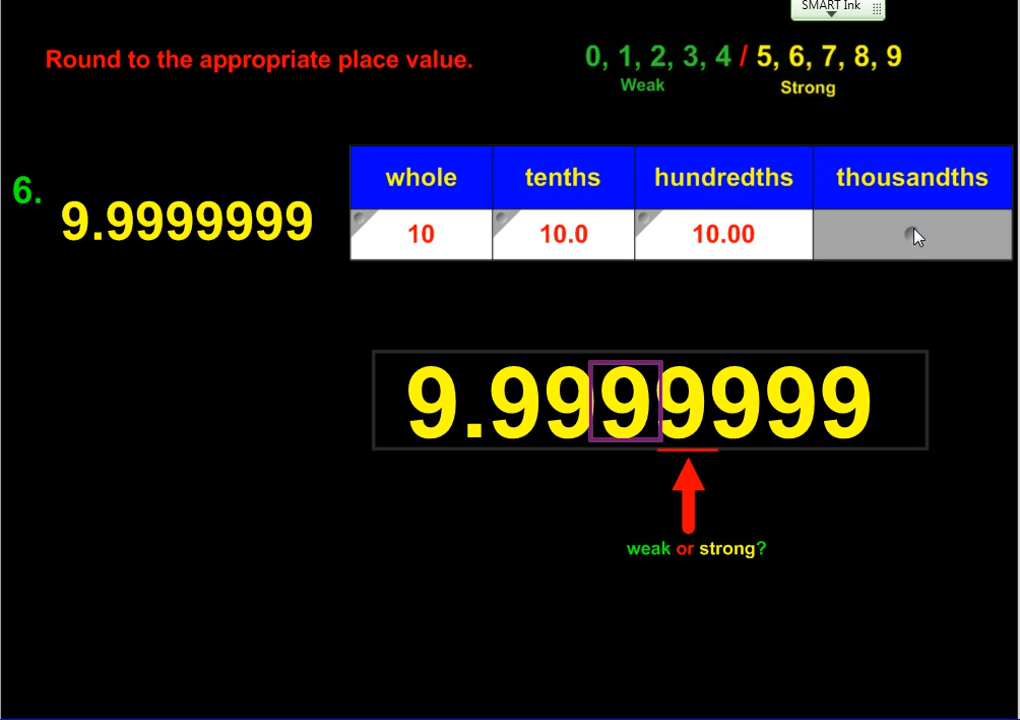 SMART Ink
Round to the appropriate place value.
0, 1, 2, 3, 4 / 5, 6, 7, 8, 9
Weak Strong
6.
9.9999999
whole tenths hundredths thousandths
10 10.0 10.00
9.9999999
weak or strong?